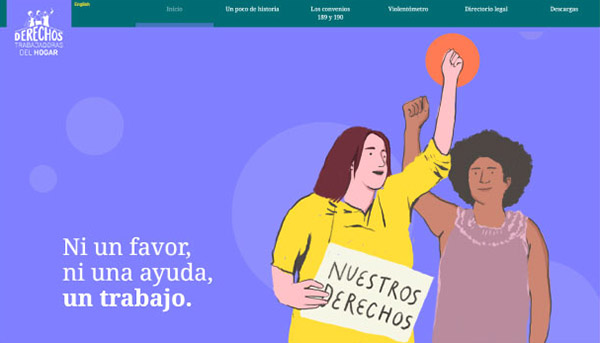 English
DERECHOS
TRABAJADORAS
DEL HOGAR
Inicio
Un poco de historia
Los convenios
189 y 190
Violentómetro
Directorio legal
Descargas
Ni un favor,
ni una ayuda,
un trabajo.
NUESTROS
DERECHOS